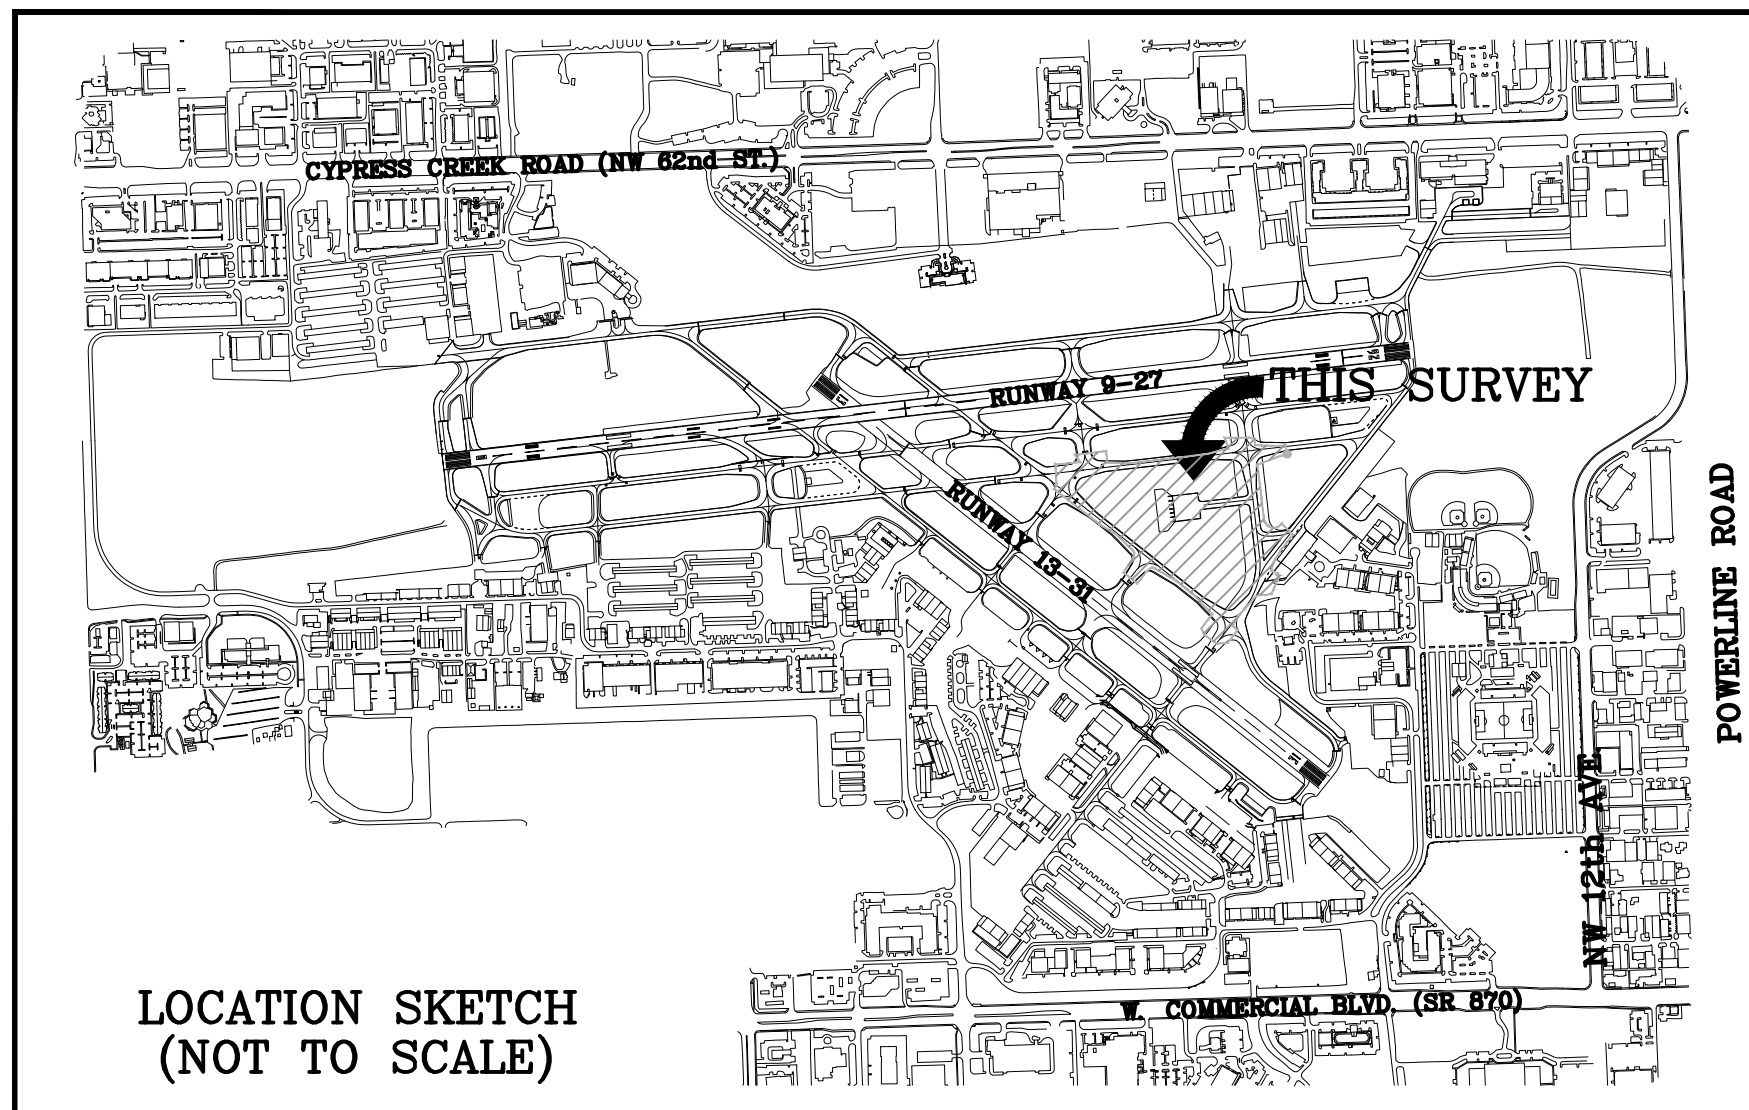 CYPRESS CREEK ROAD (NW 62nd ST.)
RUNWAY 9-27
THIS SURVEY
RUNWAY 13-31
POWERLINE ROAD
NW 12th AVE.
LOCATION SKETCH
(NOT TO SCALE)
W. COMMERCIAL BLVD. (SR 870)